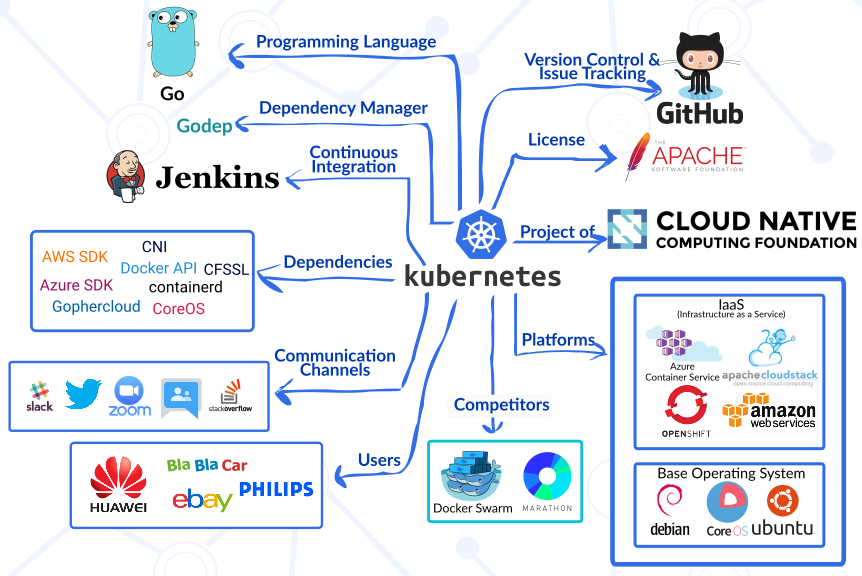 Programming Language
Go
Dependency Manager
Godep
Continuous
Integration
Jenkins
Version Control &
Issue Tracking
GitHub
License
THE
APACHE™
SOFTWARE FOUNDATION
Project of
CLOUD NATIVE
COMPUTING FOUNDATION
kubernetes
Dependencies
AWS SDK
CNI
Docker API
CFSSL
Azure SDK
containerd
Gophercloud
CoreOS
Communication
Channels
slack
zoom
stackoverflow
Users
HUAWEI
Bla Bla Car
ebay
PHILIPS
Competitors
Docker Swarm
MARATHON
Platforms
IaaS
(Infrastructure as a Service)
Azure
Container Service
apachecloudstack
open source cloud computing
OPENSHIFT
amazon
webservices
Base Operating System
debian
CoreOS
ubuntu